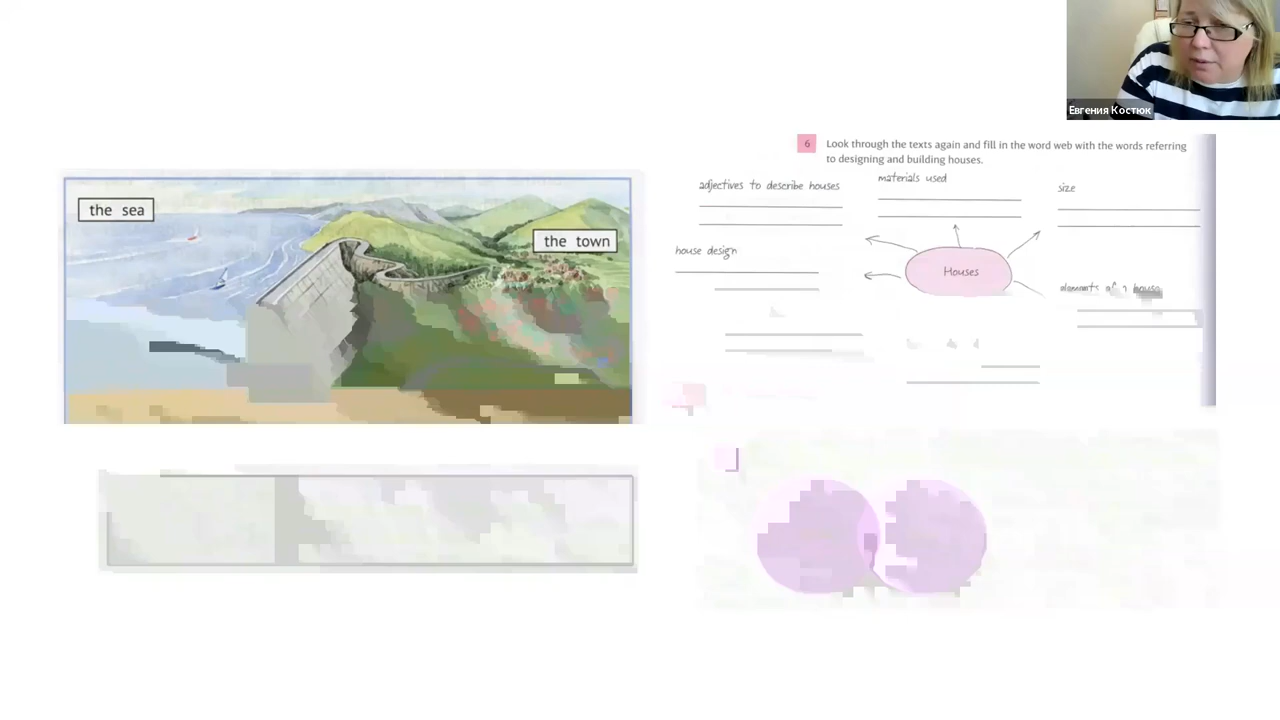 Евгения Костюк
the sea
the town
6 Look through the texts again and fill in the word web with the words referring
to designing and building houses.
adjectives to describe houses
materials used
size
house design
Houses